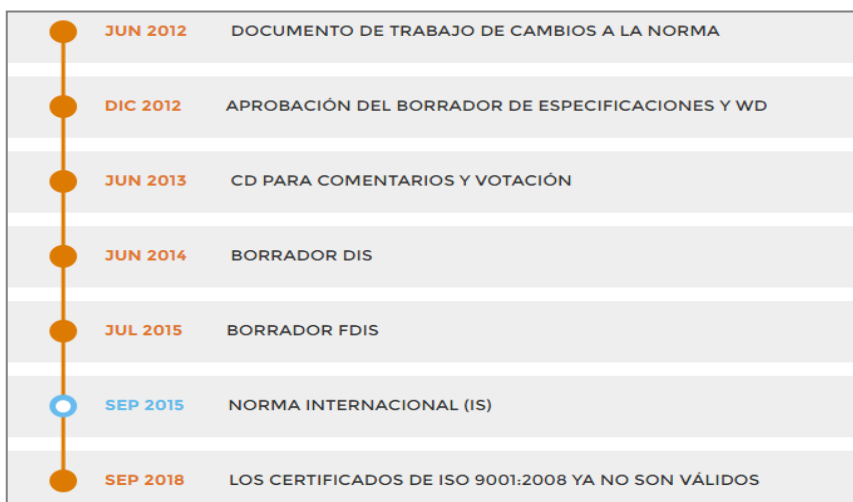 JUN 2012 DOCUMENTO DE TRABAJO DE CAMBIOS A LA NORMA
DIC 2012 APROBACIÓN DEL BORRADOR DE ESPECIFICACIONES Y WD
JUN 2013 CD PARA COMENTARIOS Y VOTACIÓN
JUN 2014 BORRADOR DIS
JUL 2015 BORRADOR FDIS
SEP 2015 NORMA INTERNACIONAL (IS)
SEP 2018 LOS CERTIFICADOS DE ISO 9001:2008 YA NO SON VÁLIDOS